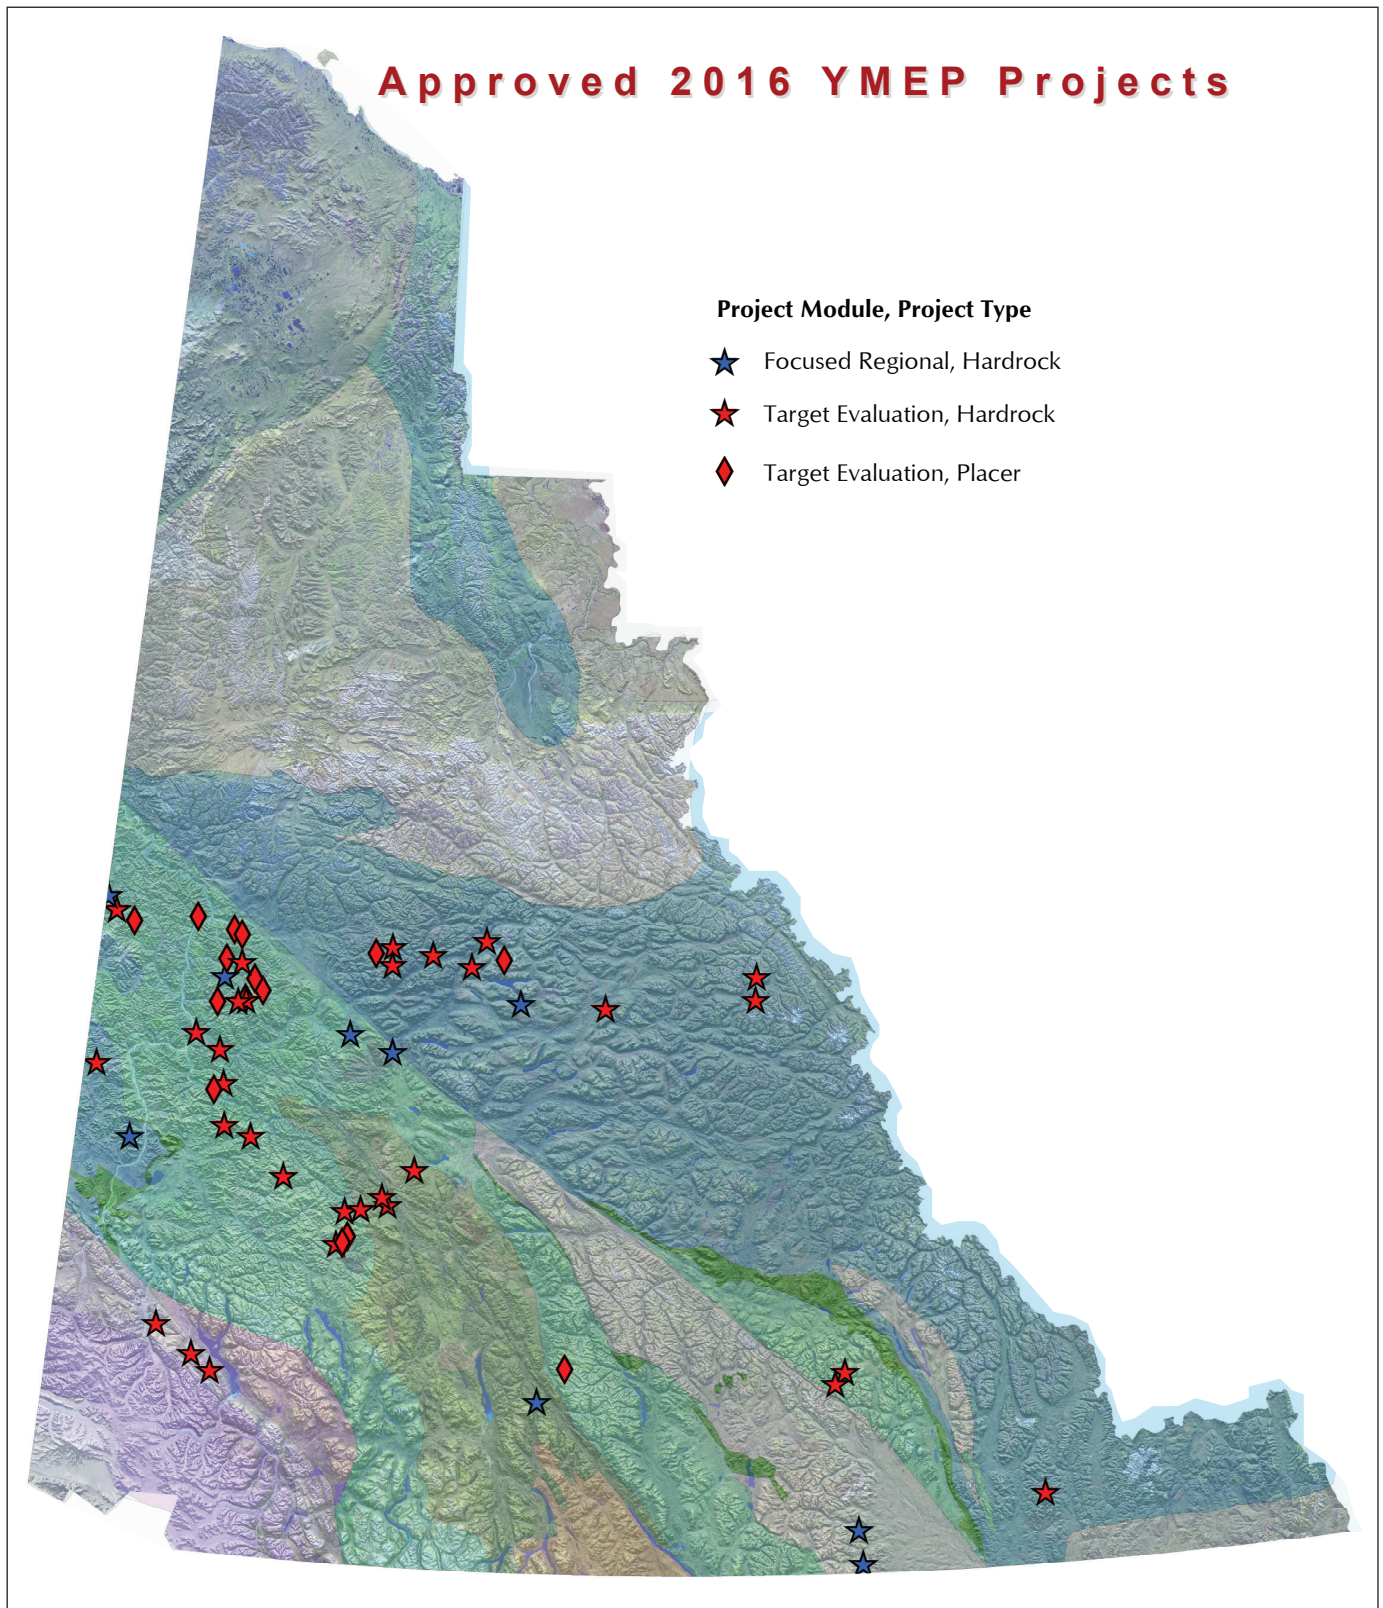 Approved 2016 YMEP Projects
Project Module, Project Type
Focused Regional, Hardrock
Target Evaluation, Hardrock
Target Evaluation, Placer